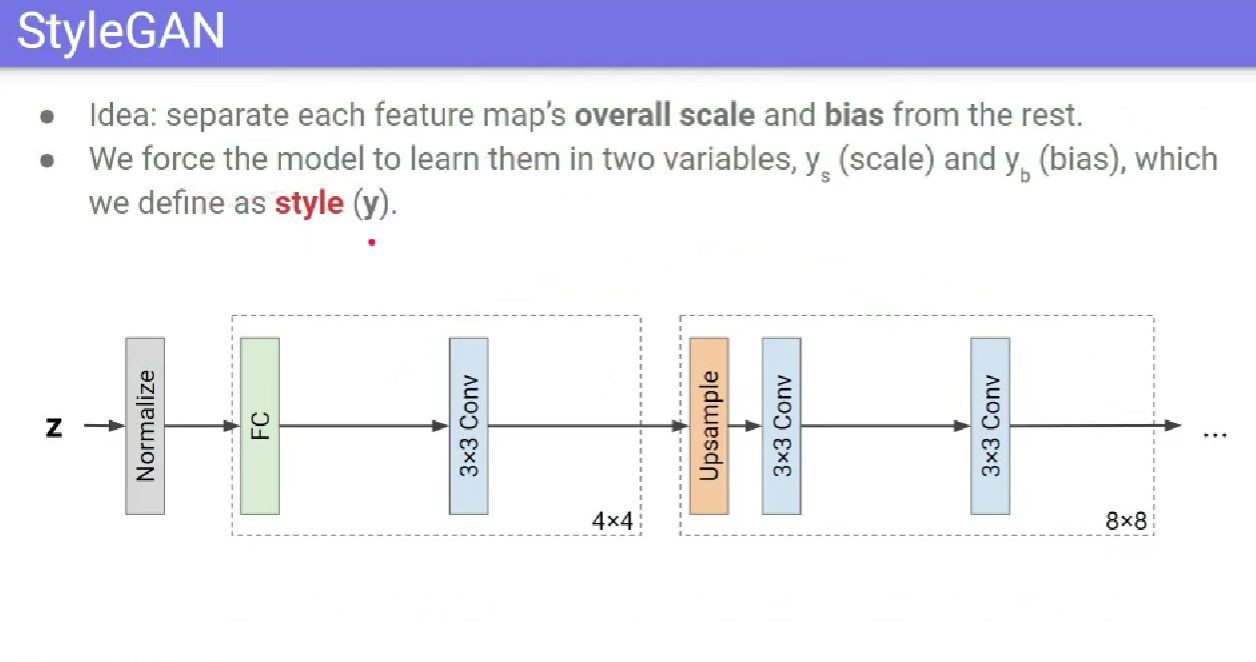 StyleGAN
● Idea: separate each feature map's overall scale and bias from the rest.
● We force the model to learn them in two variables, yₛ (scale) and y_b (bias), which
we define as style (y).
z
Normalize
FC
3×3 Conv
4×4
Upsample
3×3 Conv
3×3 Conv
8×8
...